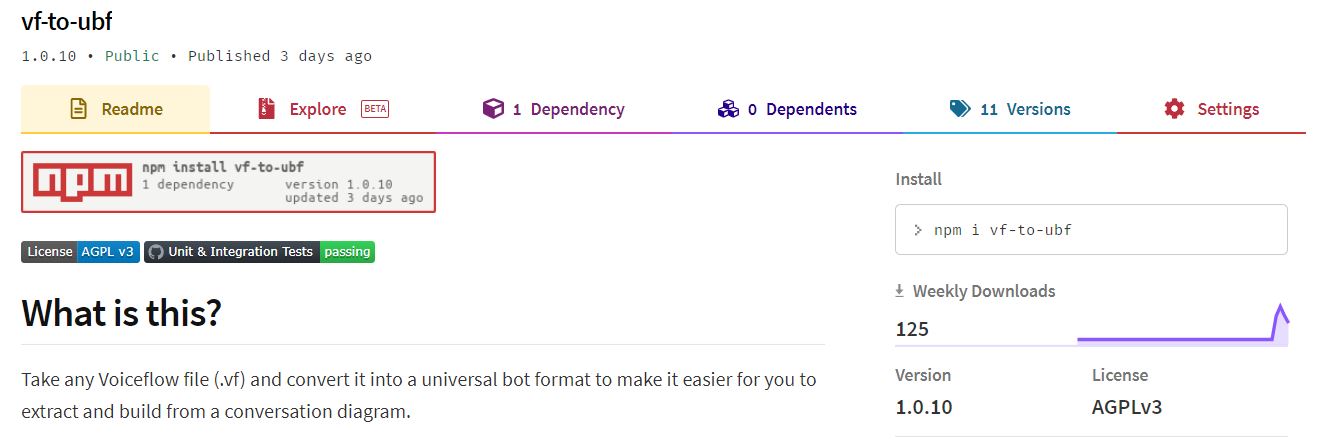 vf-to-ubf
1.0.10 • Public • Published 3 days ago
Readme
Explore BETA
1 Dependency
0 Dependents
11 Versions
Settings
npm
npm install vf-to-ubf
1 dependency version 1.0.10
updated 3 days ago
License AGPL v3 Unit & Integration Tests passing
What is this?
Take any Voiceflow file (.vf) and convert it into a universal bot format to make it easier for you to
extract and build from a conversation diagram.
Install
> npm i vf-to-ubf
Weekly Downloads
125
Version
1.0.10
License
AGPLv3